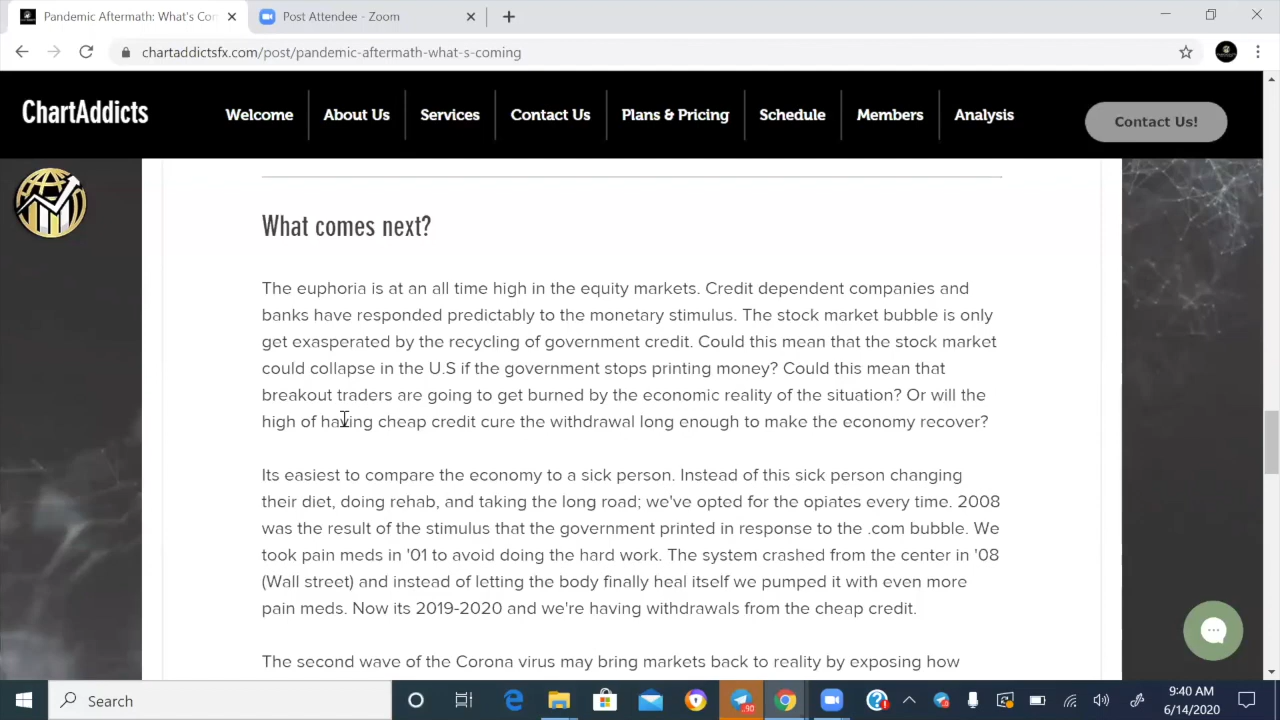 Pandemic Aftermath: What's Con
Post Attendee - Zoom
chartaddictsfx.com/post/pandemic-aftermath-what-s-coming
ChartAddicts
Welcome
About Us
Services
Contact Us
Plans & Pricing
Schedule
Members
Analysis
Contact Us!
What comes next?
The euphoria is at an all time high in the equity markets. Credit dependent companies and
banks have responded predictably to the monetary stimulus. The stock market bubble is only
get exasperated by the recycling of government credit. Could this mean that the stock market
could collapse in the U.S if the government stops printing money? Could this mean that
breakout traders are going to get burned by the economic reality of the situation? Or will the
high of having cheap credit cure the withdrawal long enough to make the economy recover?
Its easiest to compare the economy to a sick person. Instead of this sick person changing
their diet, doing rehab, and taking the long road; we've opted for the opiates every time. 2008
was the result of the stimulus that the government printed in response to the .com bubble. We
took pain meds in '01 to avoid doing the hard work. The system crashed from the center in '08
(Wall street) and instead of letting the body finally heal itself we pumped it with even more
pain meds. Now its 2019-2020 and we're having withdrawals from the cheap credit.
The second wave of the Corona virus may bring markets back to reality by exposing how
Search
.90
9:40 AM
6/14/2020